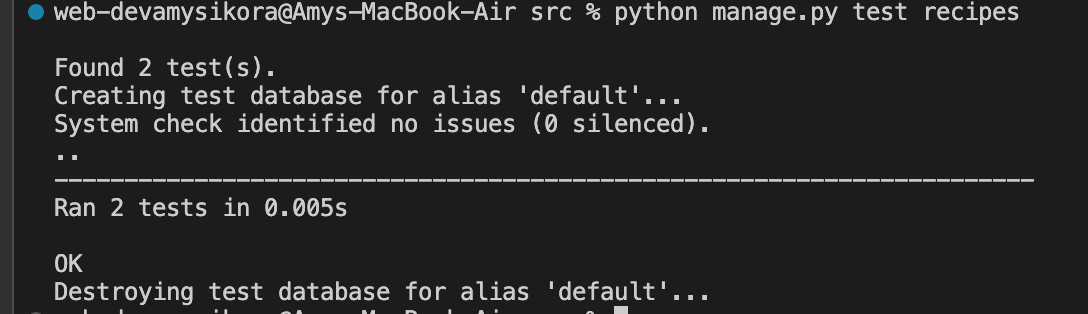 web-devamysikora@Amys-MacBook-Air src % python manage.py test recipes
Found 2 test(s).
Creating test database for alias 'default'...
System check identified no issues (0 silenced).
..
----------------------------------------------------------------------
Ran 2 tests in 0.005s
OK
Destroying test database for alias 'default'...